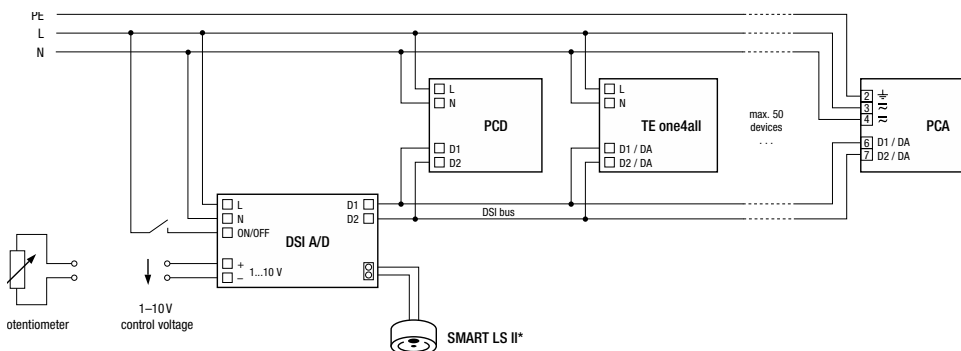 PE
L
N
L
N
PCD
D1
D2
L
N
TE one4all
D1 / DA
D2 / DA
max. 50
devices
. . .
2
3
4
6 D1 / DA
7 D2 / DA
PCA
L
N
ON/OFF
D1
D2
DSI A/D
+
–
1...10 V
DSI bus
otentiometer
1–10 V
control voltage
SMART LS II*